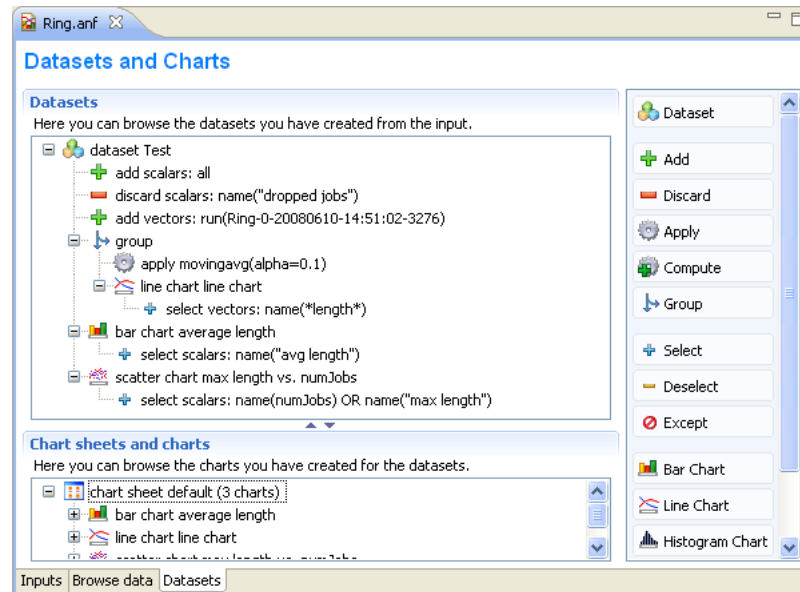 Ring.anf
Datasets and Charts
Datasets
Here you can browse the datasets you have created from the input.
dataset Test
add scalars: all
discard scalars: name("dropped jobs")
add vectors: run(Ring-0-20080610-14:51:02-3276)
group
apply movingavg(alpha=0.1)
line chart line chart
select vectors: name(*length*)
bar chart average length
select scalars: name("avg length")
scatter chart max length vs. numJobs
select scalars: name(numJobs) OR name("max length")
Chart sheets and charts
Here you can browse the charts you have created for the datasets.
chart sheet default (3 charts)
bar chart average length
line chart line chart
scatter chart max length vs. numJobs
Dataset
Add
Discard
Apply
Compute
Group
Select
Deselect
Except
Bar Chart
Line Chart
Histogram Chart
Inputs Browse data Datasets